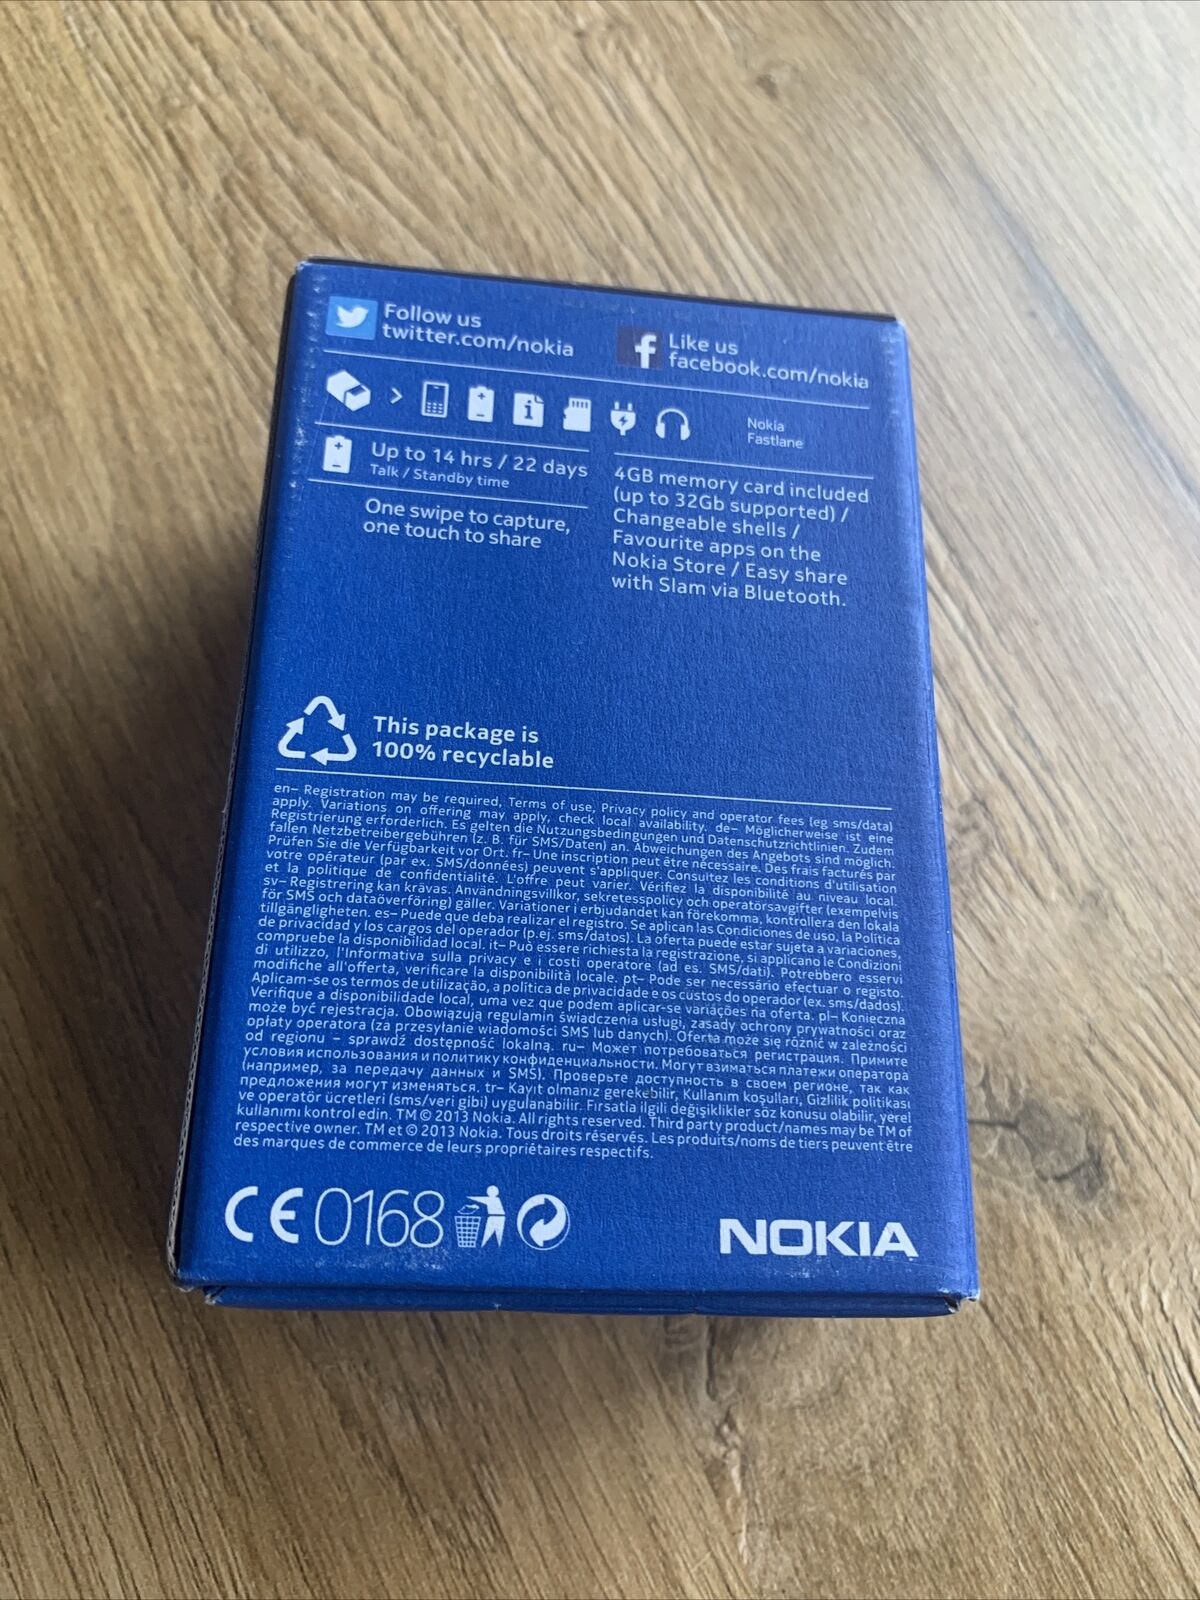 Follow us
twitter.com/nokia
Like us
facebook.com/nokia
Nokia
Fastlane
Up to 14 hrs / 22 days
Talk / Standby time
One swipe to capture,
one touch to share
4GB memory card included
(up to 32Gb supported) /
Changeable shells /
Favourite apps on the
Nokia Store / Easy share
with Slam via Bluetooth.
This package is
100% recyclable
en– Registration may be required, Terms of use, Privacy policy and operator fees (eg sms/data)
apply. Variations on offering may apply, check local availability. de– Möglicherweise ist eine
Registrierung erforderlich. Es gelten die Nutzungsbedingungen und Datenschutzrichtlinien. Zudem
fallen Netzbetreibergebühren (z. B. für SMS/Daten) an. Abweichungen des Angebots sind möglich.
Prüfen Sie die Verfügbarkeit vor Ort. fr– Une inscription peut être nécessaire. Des frais facturés par
votre opérateur (par ex. SMS/données) peuvent s'appliquer. Consultez les conditions d'utilisation
et la politique de confidentialité. L'offre peut varier. Vérifiez la disponibilité au niveau local.
sv– Registrering kan krävas. Användningsvillkor, sekretesspolicy och operatörsavgifter (exempelvis
för SMS och dataöverföring) gäller. Variationer i erbjudandet kan förekomma, kontrollera den lokala
tillgängligheten. es– Puede que deba realizar el registro. Se aplican las Condiciones de uso, la Política
de privacidad y los cargos del operador (p.ej. sms/datos). La oferta puede estar sujeta a variaciones,
compruebe la disponibilidad local. it– Può essere richiesta la registrazione, si applicano le Condizioni
di utilizzo, l'Informativa sulla privacy e i costi operatore (ad es. SMS/dati). Potrebbero esservi
modifiche all'offerta, verificare la disponibilità locale. pt– Pode ser necessário efectuar o registo.
Aplicam-se os termos de utilização, a política de privacidade e os custos do operador (ex. sms/dados).
Verifique a disponibilidade local, uma vez que podem aplicar-se variações na oferta. pl– Konieczna
może być rejestracja. Obowiązują regulamin świadczenia usługi, zasady ochrony prywatności oraz
opłaty operatora (za przesyłanie wiadomości SMS lub danych). Oferta może się różnić w zależności
od regionu – sprawdź dostępność lokalną. ru– Может потребоваться регистрация. Примите
условия использования и политику конфиденциальности. Могут взиматься платежи оператора
(например, за передачу данных и SMS). Проверьте доступность в своем регионе, так как
предложения могут изменяться. tr– Kayıt olmanız gerekebilir, Kullanım koşulları, Gizlilik politikası
ve operatör ücretleri (sms/veri gibi) uygulanabilir. Fırsatla ilgili değişiklikler söz konusu olabilir, yerel
kullanımı kontrol edin. TM © 2013 Nokia. All rights reserved. Third party product/names may be TM of
respective owner. TM et © 2013 Nokia. Tous droits réservés. Les produits/noms de tiers peuvent être
des marques de commerce de leurs propriétaires respectifs.
CE 0168
NOKIA